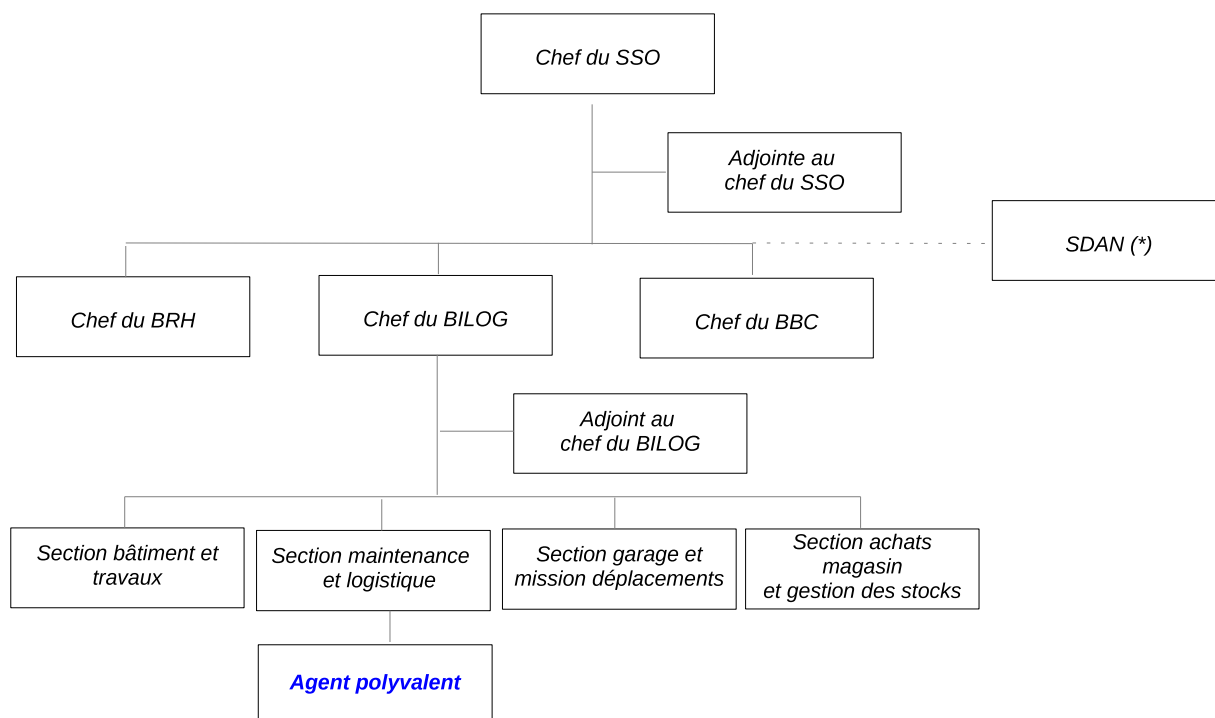 Chef du SSO
Adjointe au
chef du SSO
SDAN (*)
Chef du BRH
Chef du BILOG
Chef du BBC
Adjoint au
chef du BILOG
Section bâtiment et
travaux
Section maintenance
et logistique
Section garage et
mission déplacements
Section achats
magasin
et gestion des stocks
Agent polyvalent